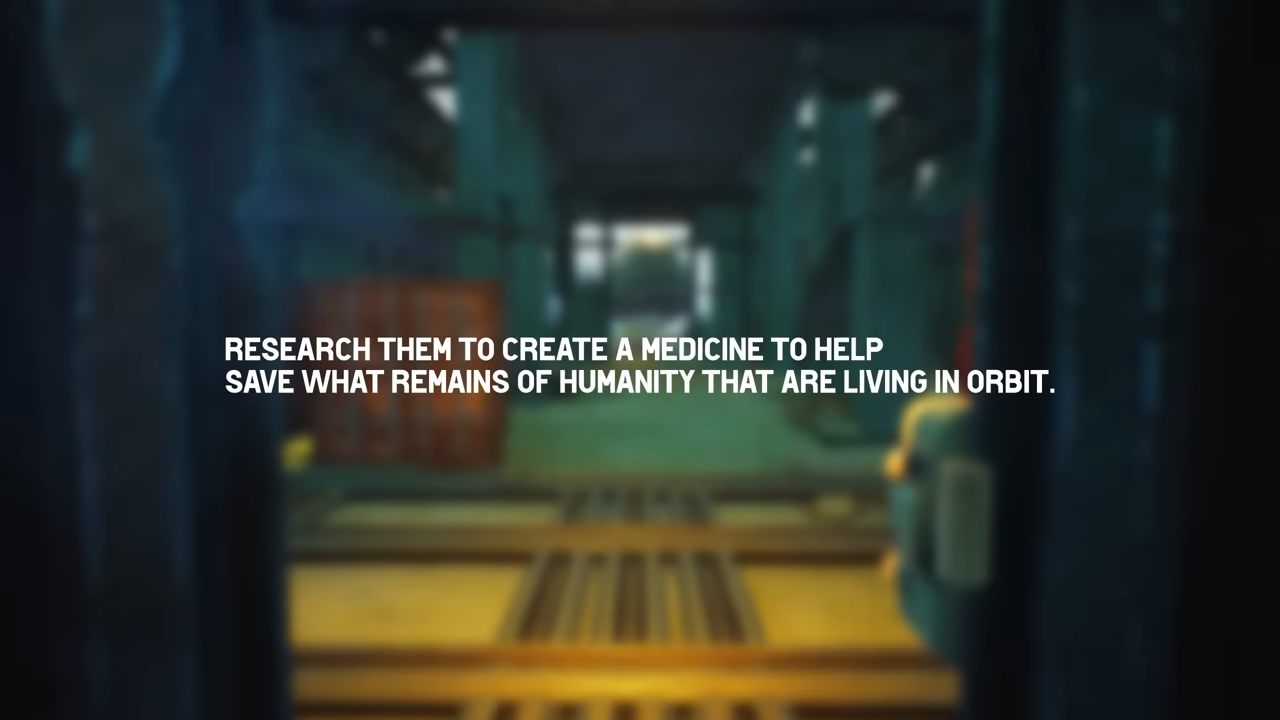 RESEARCH THEM TO CREATE A MEDICINE TO HELP
SAVE WHAT REMAINS OF HUMANITY THAT ARE LIVING IN ORBIT.